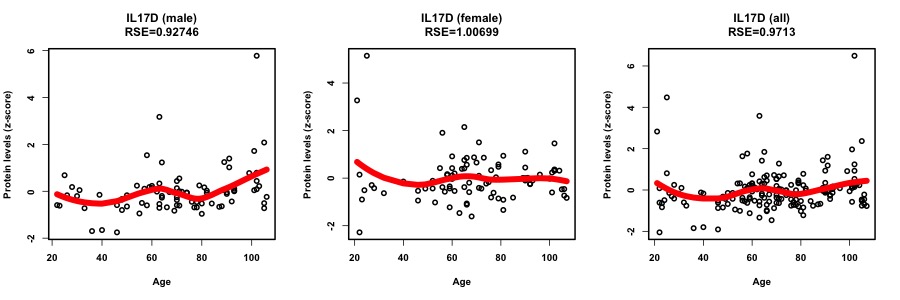 IL17D (male)
RSE=0.92746
Protein levels (z-score)
6
4
2
0
-2
20 40 60 80 100
Age
IL17D (female)
RSE=1.00699
Protein levels (z-score)
4
2
0
-2
20 40 60 80 100
Age
IL17D (all)
RSE=0.9713
Protein levels (z-score)
6
4
2
0
-2
20 40 60 80 100
Age